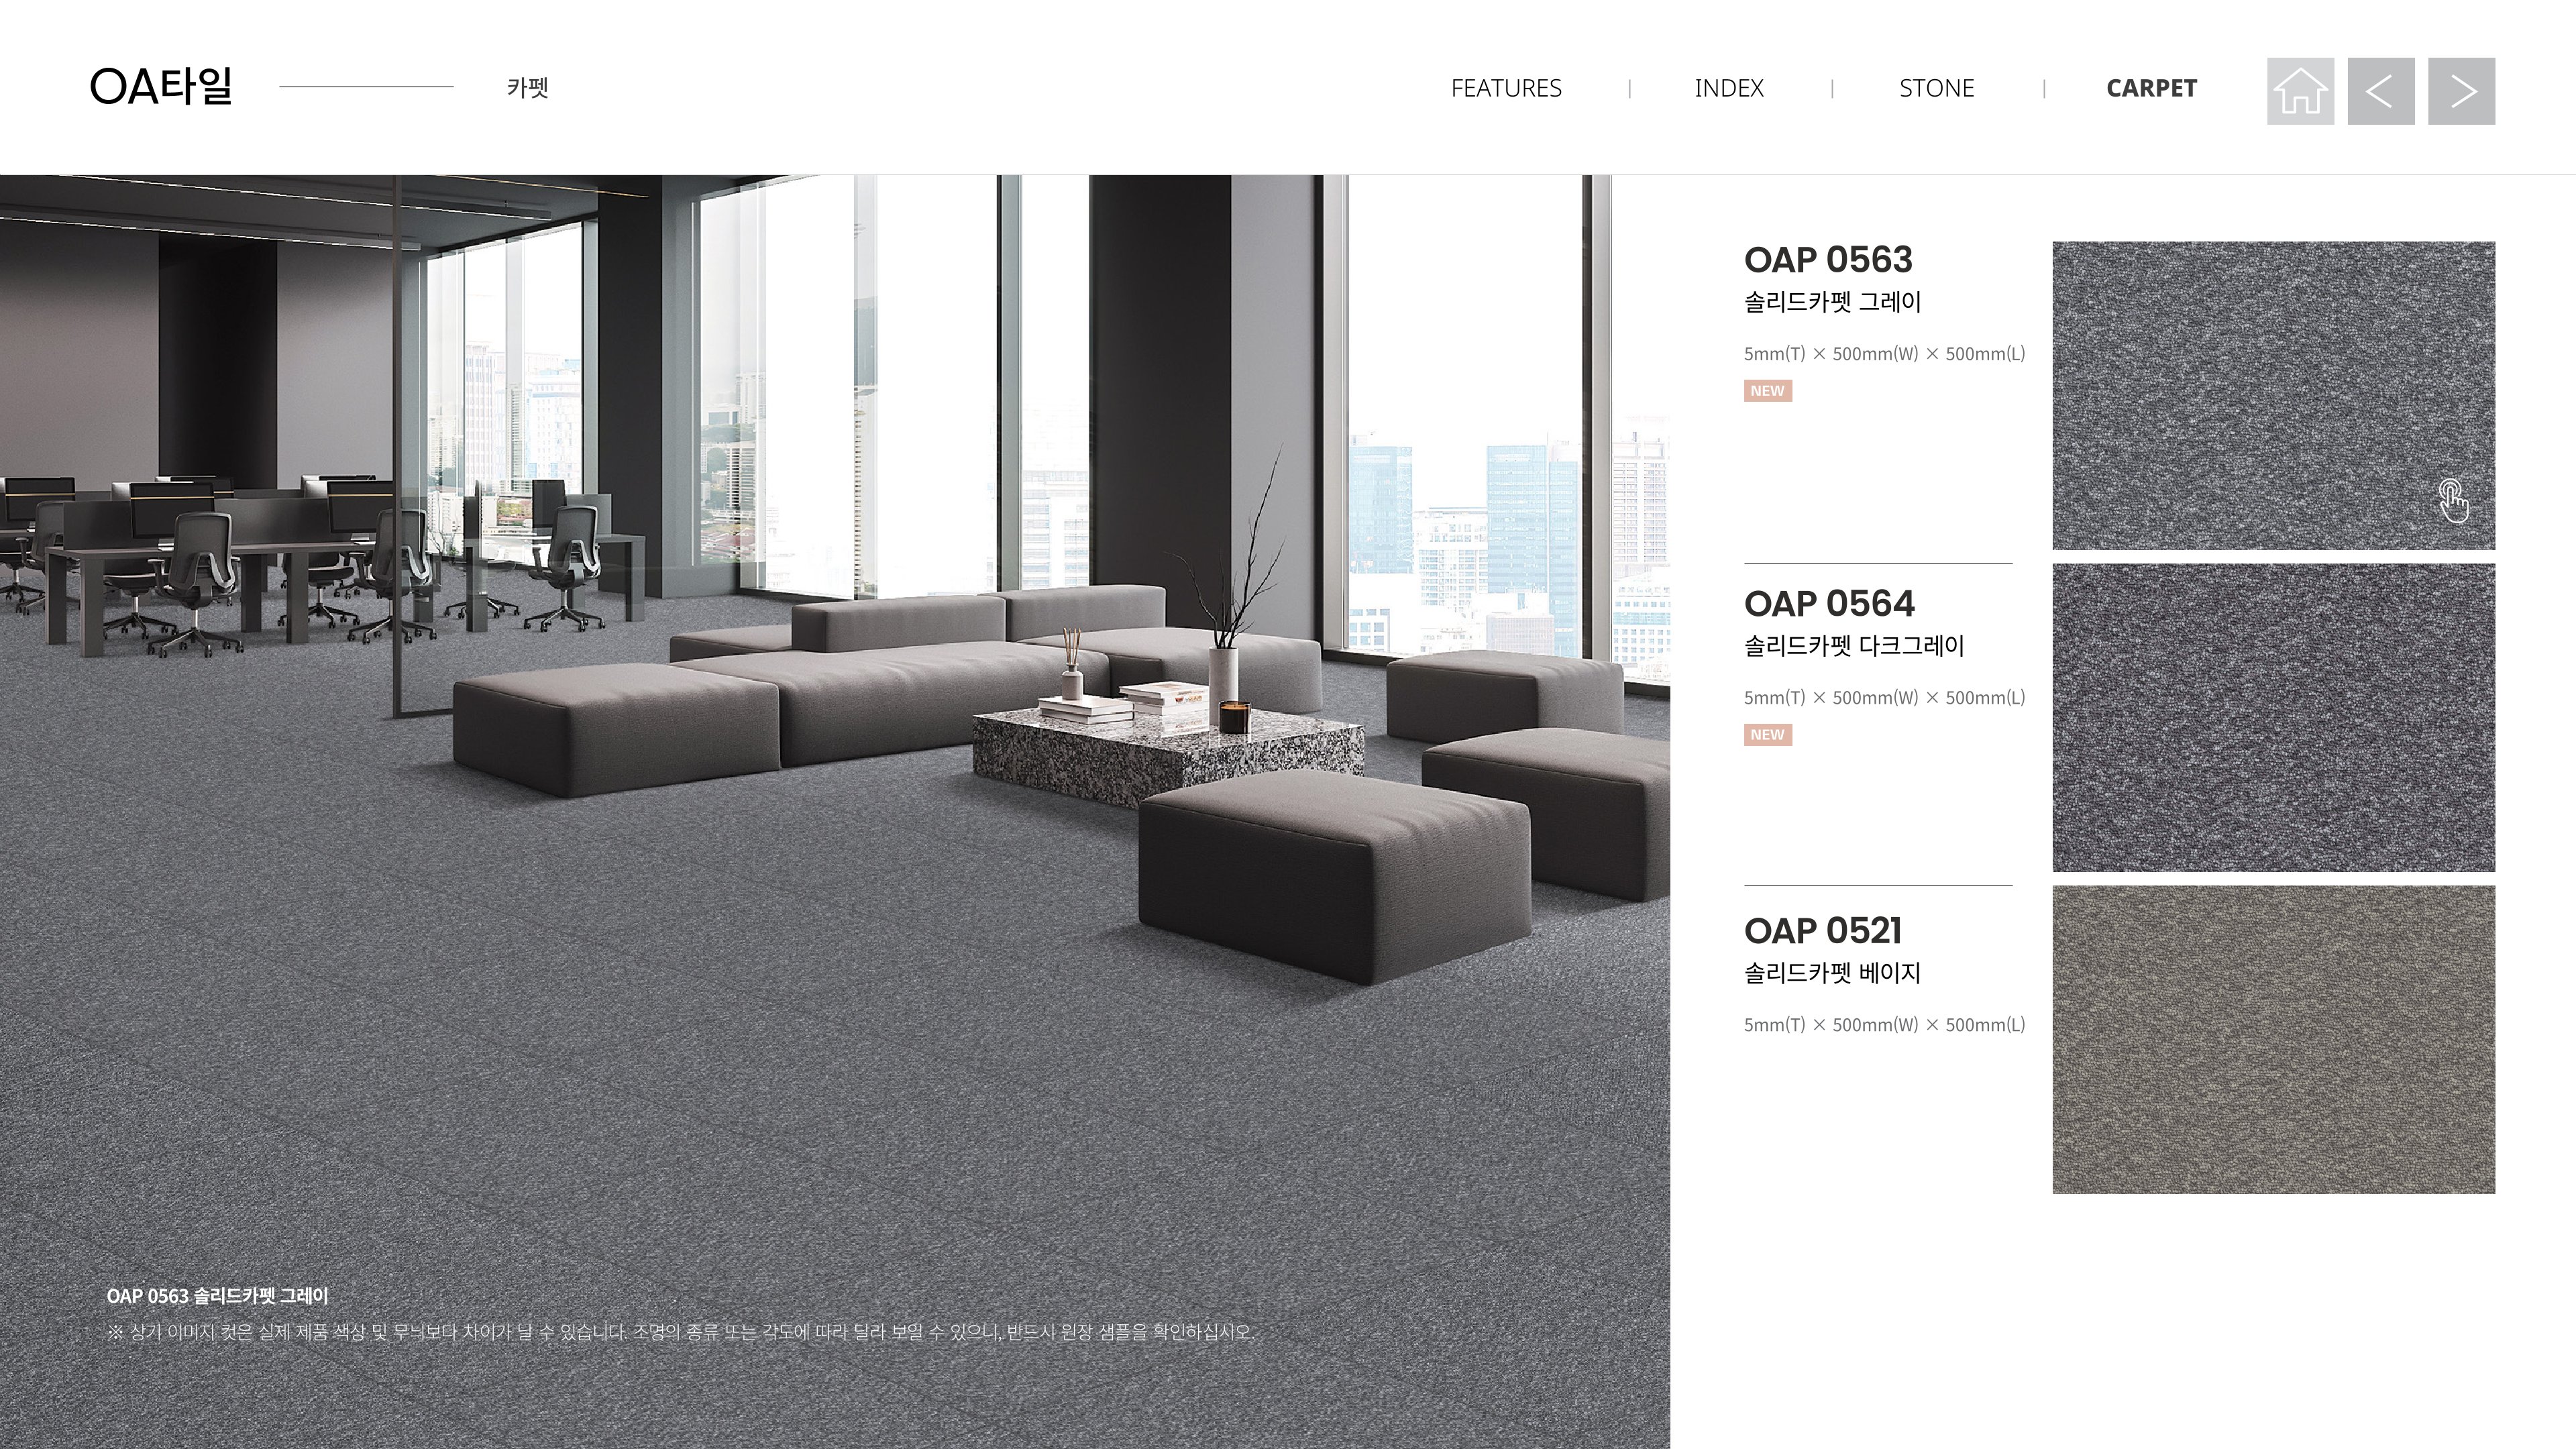 OA타일
카펫
FEATURES | INDEX | STONE | CARPET
OAP 0563
솔리드카펫 그레이
5mm(T) × 500mm(W) × 500mm(L)
NEW
OAP 0564
솔리드카펫 다크그레이
5mm(T) × 500mm(W) × 500mm(L)
NEW
OAP 0521
솔리드카펫 베이지
5mm(T) × 500mm(W) × 500mm(L)
OAP 0563 솔리드카펫 그레이
※ 상기 이미지 컷은 실제 제품 색상 및 무늬보다 차이가 날 수 있습니다. 조명의 종류 또는 각도에 따라 달라 보일 수 있으니, 반드시 원장 샘플을 확인하십시오.